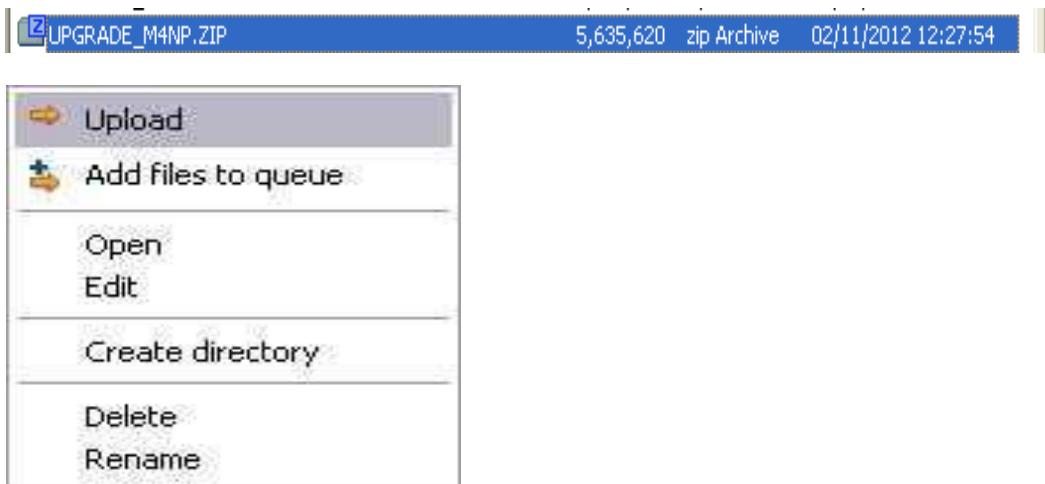 UPGRADE_M4NP.ZIP 5,635,620 zip Archive 02/11/2012 12:27:54
Upload
Add files to queue
Open
Edit
Create directory
Delete
Rename